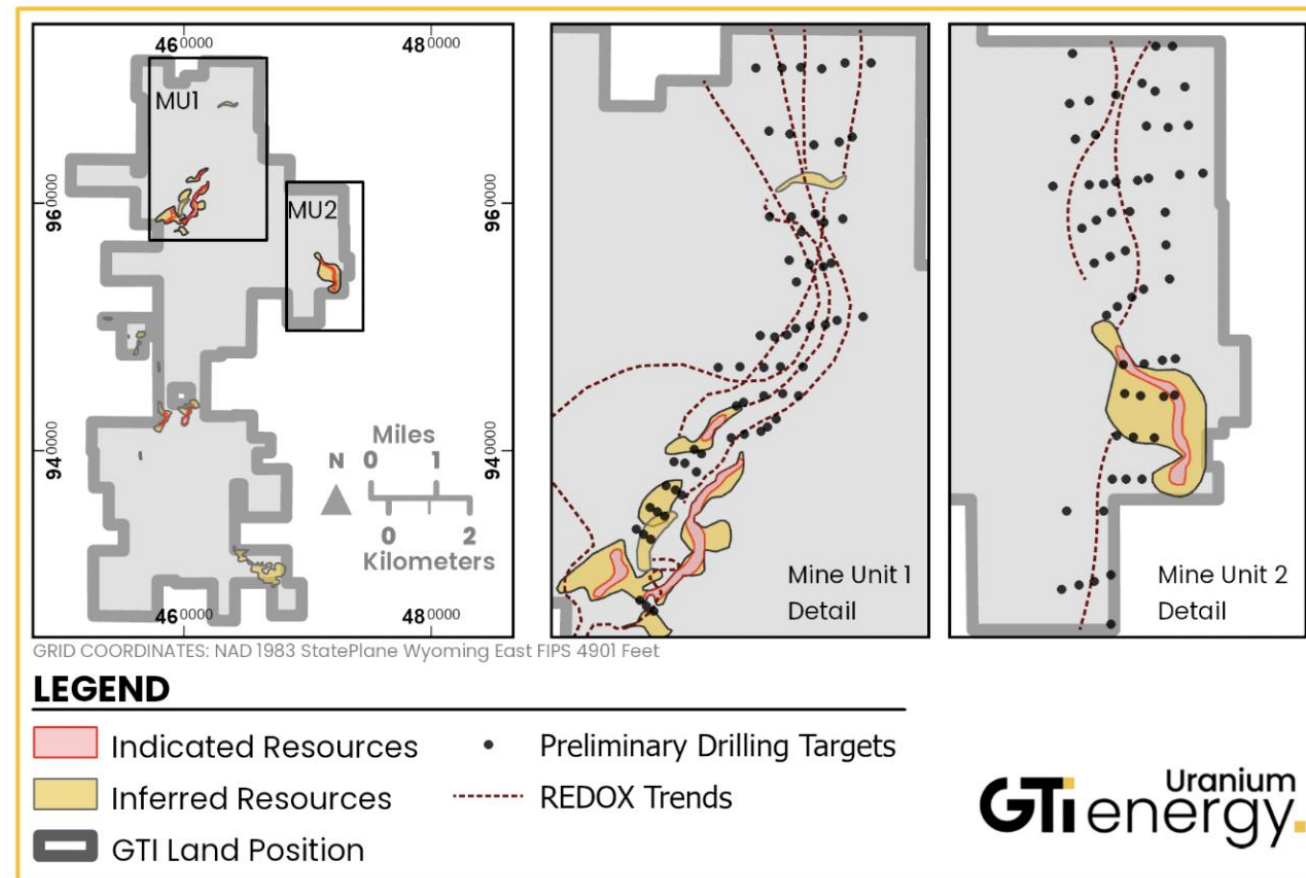 460000
480000
MU1
960000
MU2
960000
940000
Miles
N 0 1
0 2
Kilometers
940000
460000
480000
Mine Unit 1
Detail
Mine Unit 2
Detail
GRID COORDINATES: NAD 1983 StatePlane Wyoming East FIPS 4901 Feet
LEGEND
Indicated Resources
Preliminary Drilling Targets
Inferred Resources
REDOX Trends
GTI Land Position
GTi energy.
Uranium